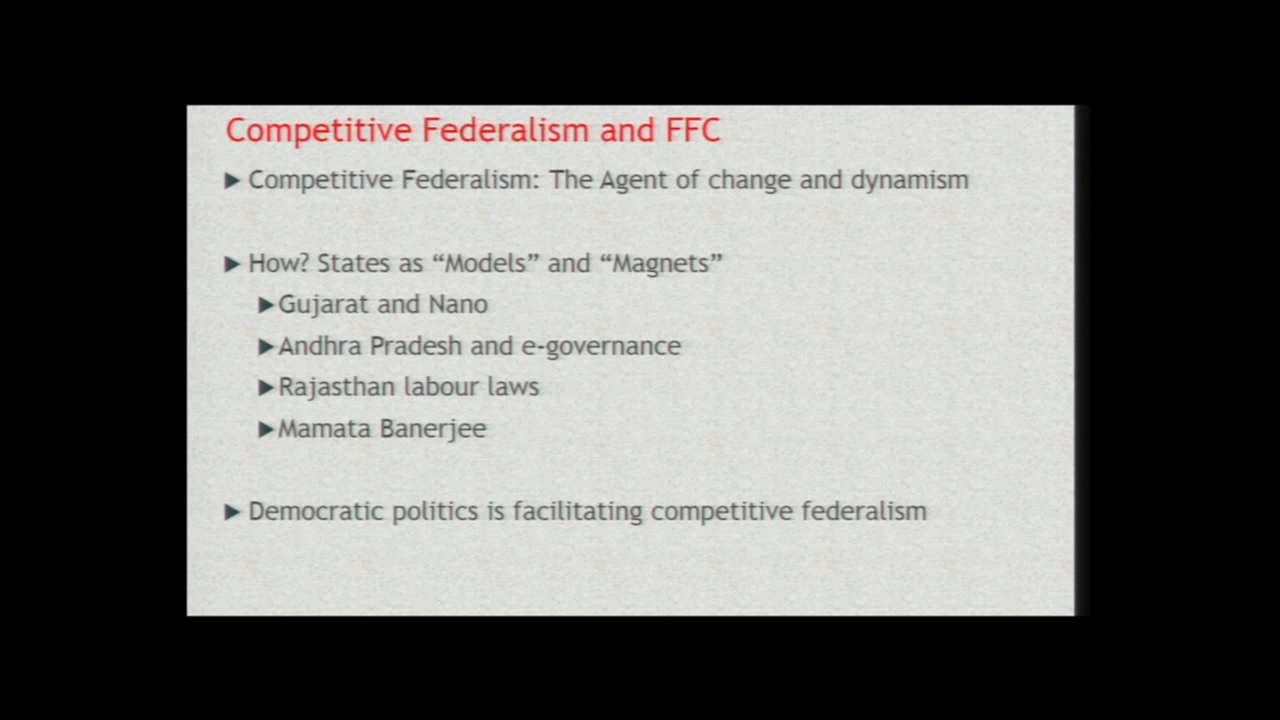 Competitive Federalism and FFC
▶ Competitive Federalism: The Agent of change and dynamism
▶ How? States as “Models” and “Magnets”
▶ Gujarat and Nano
▶ Andhra Pradesh and e-governance
▶ Rajasthan labour laws
▶ Mamata Banerjee
▶ Democratic politics is facilitating competitive federalism